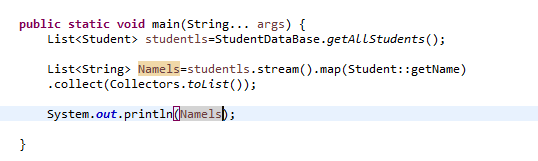 public static void main(String... args) {
List<Student> studentls=StudentDataBase.getAllStudents();
List<String> Namels=studentls.stream().map(Student::getName)
.collect(Collectors.toList());
System.out.println(Namels);
}